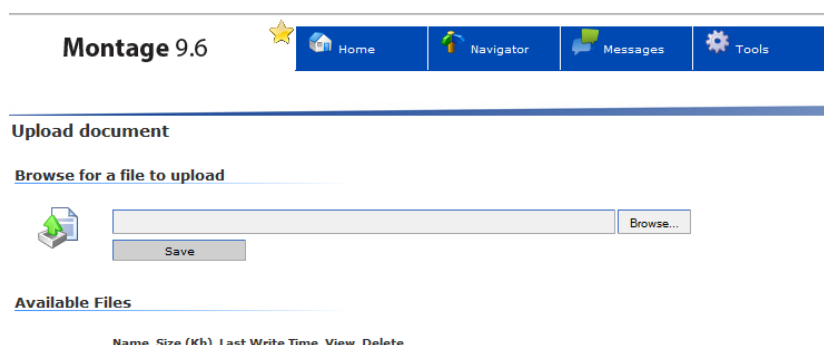 Montage 9.6 Home Navigator Messages Tools
Upload document
Browse for a file to upload
Browse...
Save
Available Files
Name Size (Kb) Last Write Time View Delete